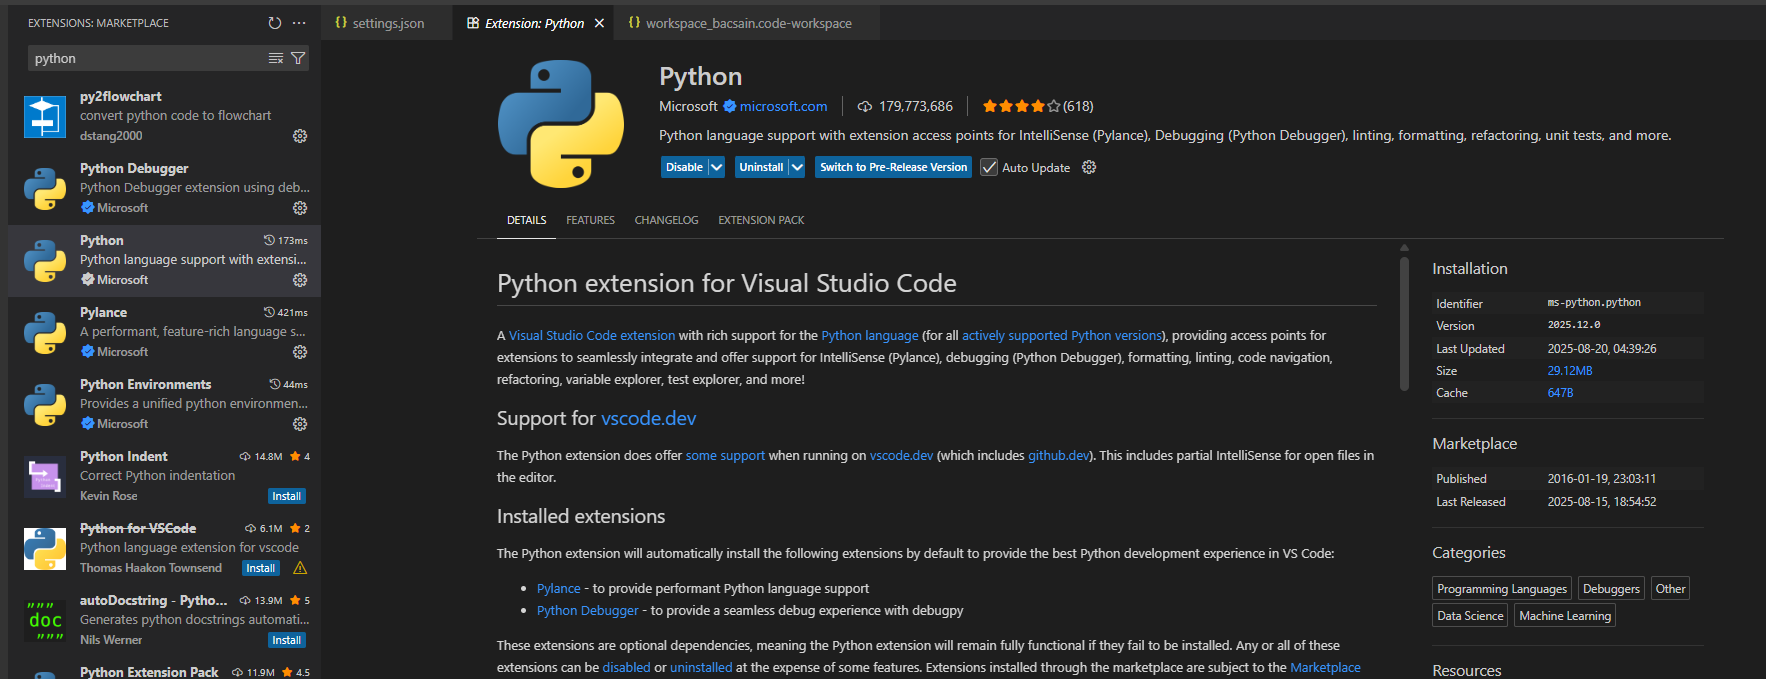 EXTENSIONS: MARKETPLACE
python
py2flowchart
convert python code to flowchart
dstang2000
Python Debugger
Python Debugger extension using deb...
Microsoft
Python 173ms
Python language support with extensi...
Microsoft
Pylance 421ms
A performant, feature-rich language s...
Microsoft
Python Environments 44ms
Provides a unified python environmen...
Microsoft
Python Indent 14.8M 4
Correct Python indentation
Kevin Rose Install
Python for VSCode 6.1M 2
Python language extension for vscode
Thomas Haakon Townsend Install
autoDocstring - Pytho... 13.9M 5
Generates python docstrings automati...
Nils Werner Install
Python Extension Pack 11.9M 4.5
""" doc """
settings.json Extension: Python workspace_bacsain.code-workspace
Python
Microsoft microsoft.com 179,773,686 (618)
Python language support with extension access points for IntelliSense (Pylance), Debugging (Python Debugger), linting, formatting, refactoring, unit tests, and more.
Disable Uninstall Switch to Pre-Release Version Auto Update
DETAILS FEATURES CHANGELOG EXTENSION PACK
Python extension for Visual Studio Code
A Visual Studio Code extension with rich support for the Python language (for all actively supported Python versions), providing access points for
extensions to seamlessly integrate and offer support for IntelliSense (Pylance), debugging (Python Debugger), formatting, linting, code navigation,
refactoring, variable explorer, test explorer, and more!
Support for vscode.dev
The Python extension does offer some support when running on vscode.dev (which includes github.dev). This includes partial IntelliSense for open files in
the editor.
Installed extensions
The Python extension will automatically install the following extensions by default to provide the best Python development experience in VS Code:
• Pylance - to provide performant Python language support
• Python Debugger - to provide a seamless debug experience with debugpy
These extensions are optional dependencies, meaning the Python extension will remain fully functional if they fail to be installed. Any or all of these
extensions can be disabled or uninstalled at the expense of some features. Extensions installed through the marketplace are subject to the Marketplace
Installation
Identifier ms-python.python
Version 2025.12.0
Last Updated 2025-08-20, 04:39:26
Size 29.12MB
Cache 647B
Marketplace
Published 2016-01-19, 23:03:11
Last Released 2025-08-15, 18:54:52
Categories
Programming Languages Debuggers Other
Data Science Machine Learning
Resources